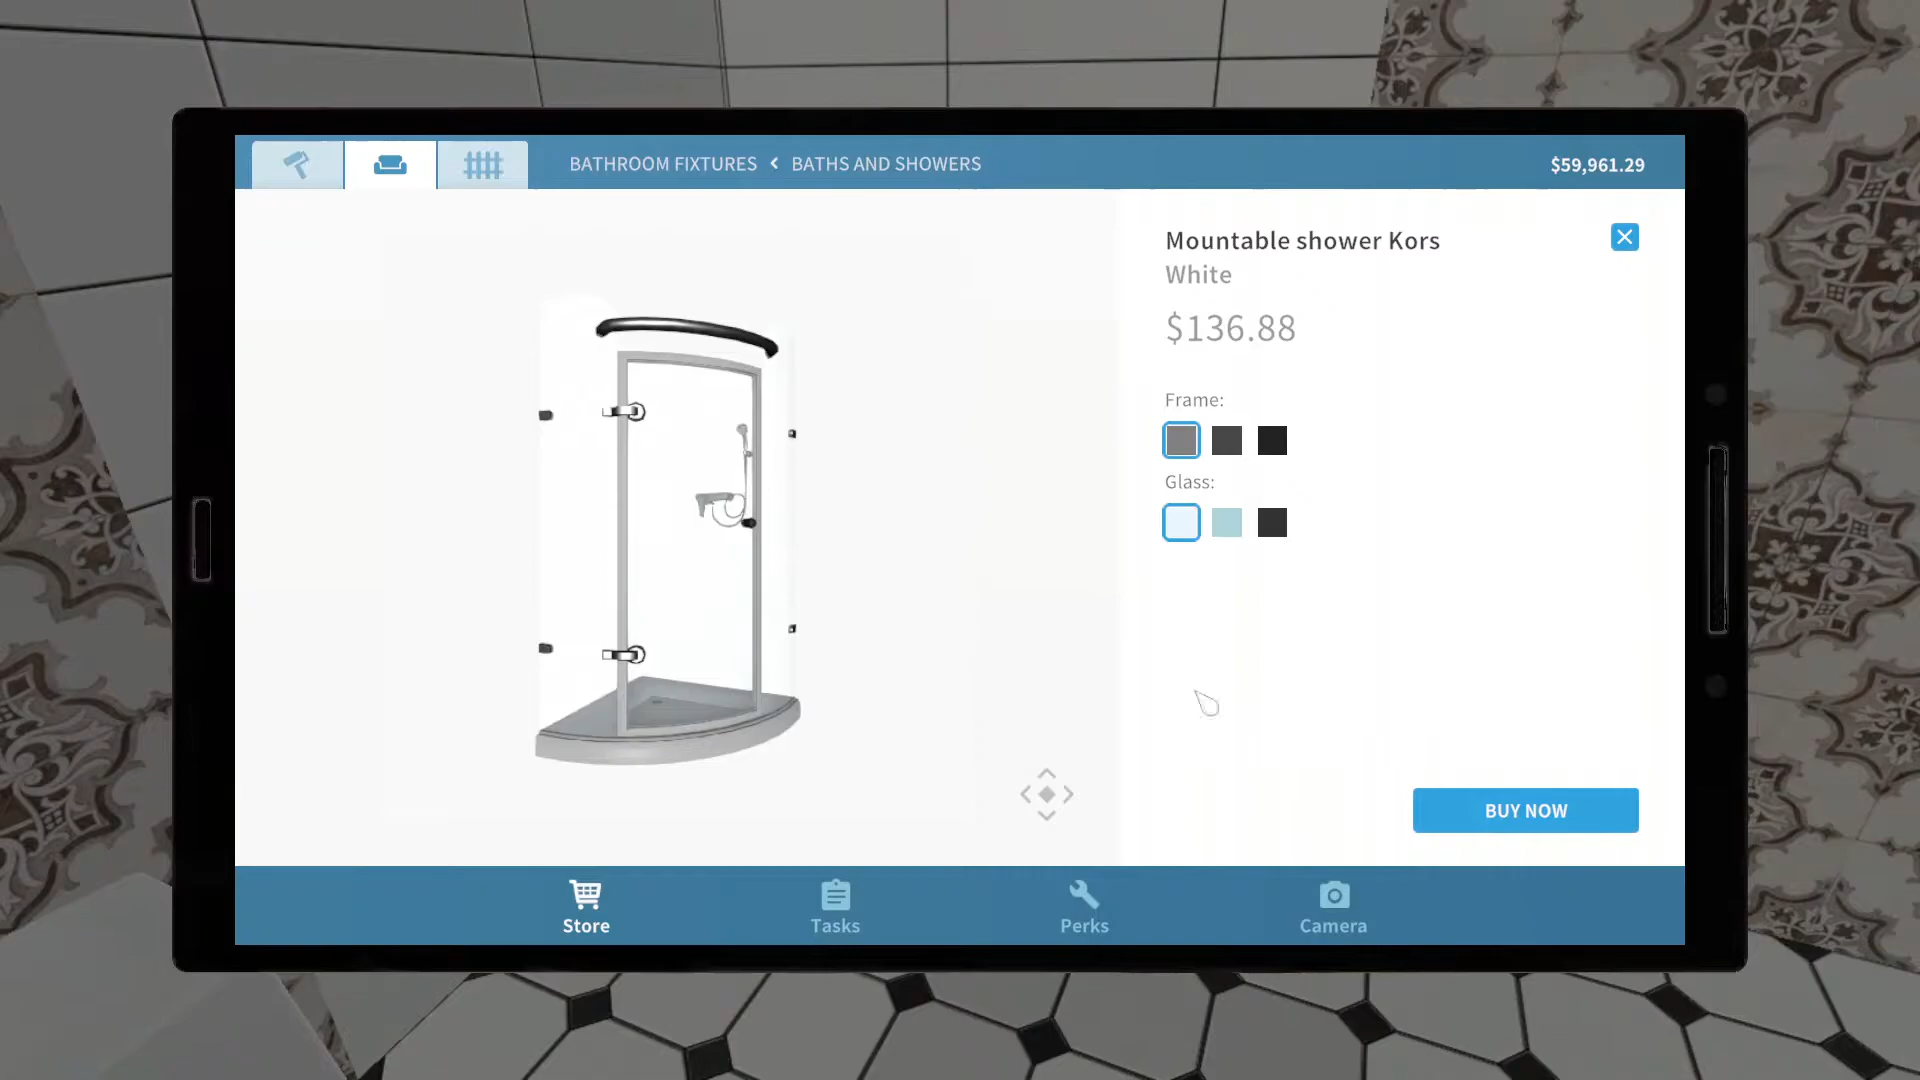 BATHROOM FIXTURES < BATHS AND SHOWERS
$59,961.29
Mountable shower Kors
White
$136.88
Frame:
Glass:
BUY NOW
Store
Tasks
Perks
Camera